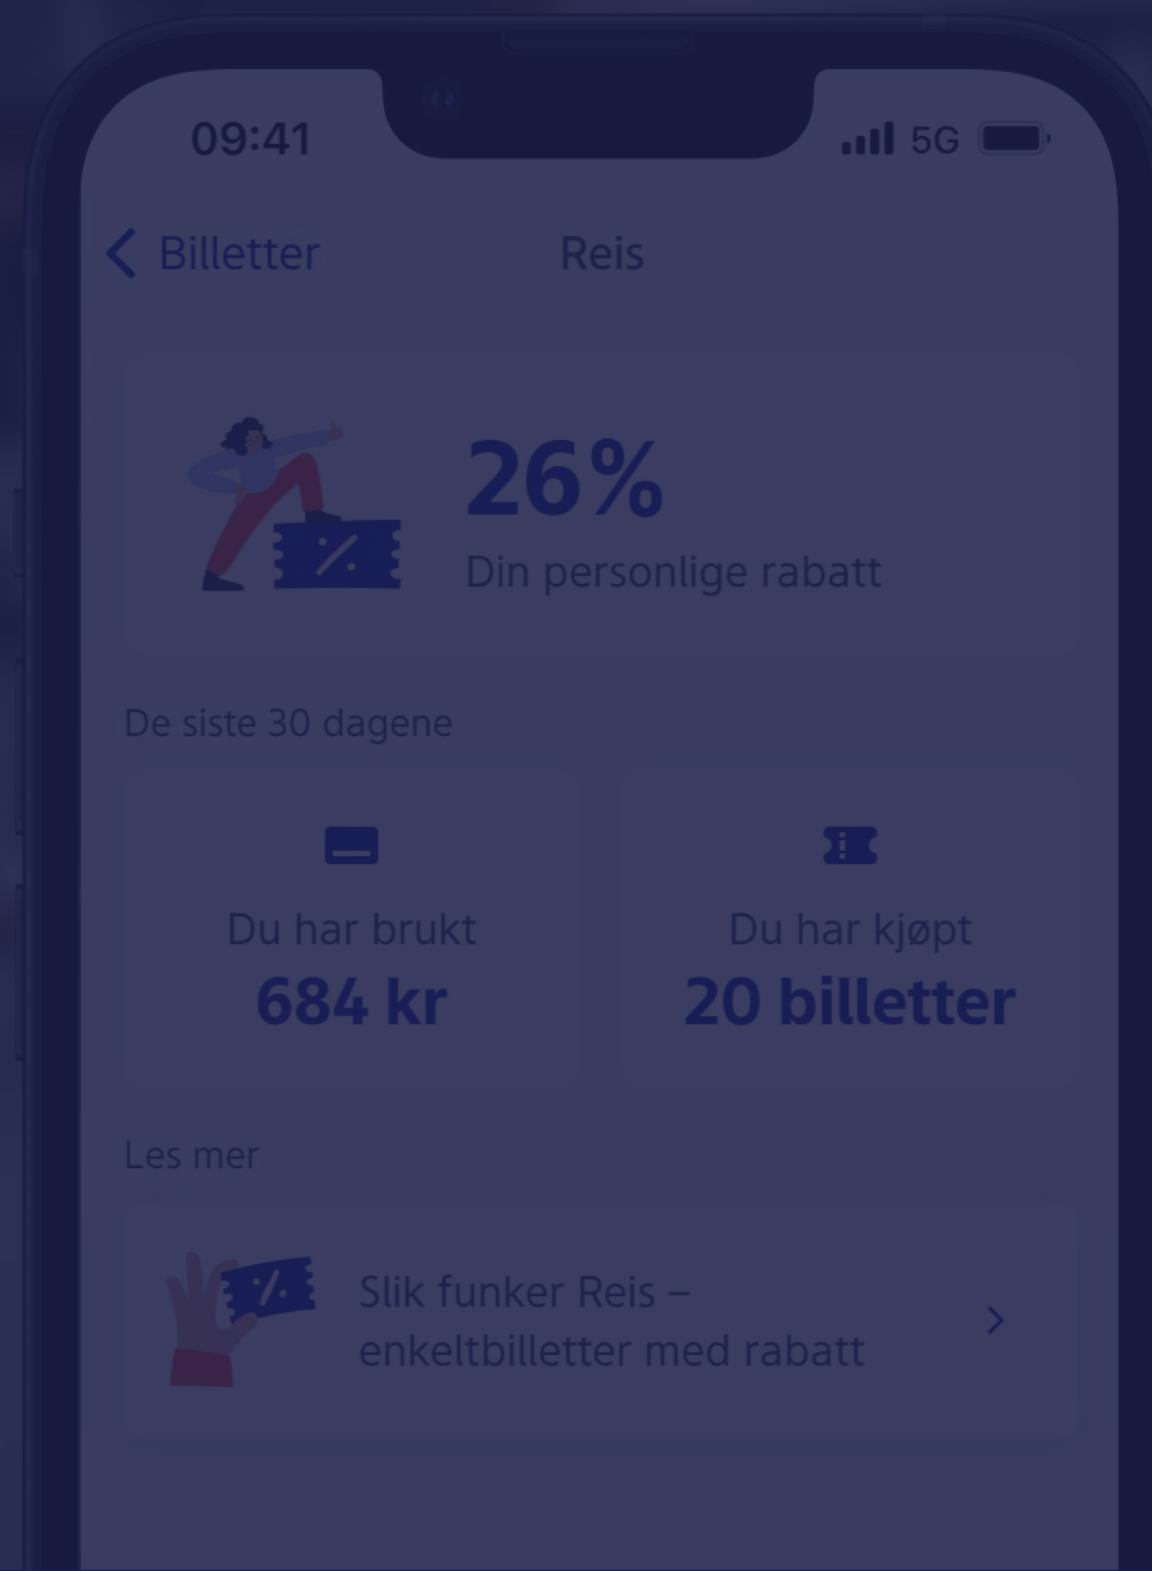 09:41
5G
Billetter
Reis
26%
Din personlige rabatt
De siste 30 dagene
Du har brukt
684 kr
Du har kjøpt
20 billetter
Les mer
Slik funker Reis –
enkeltbilletter med rabatt